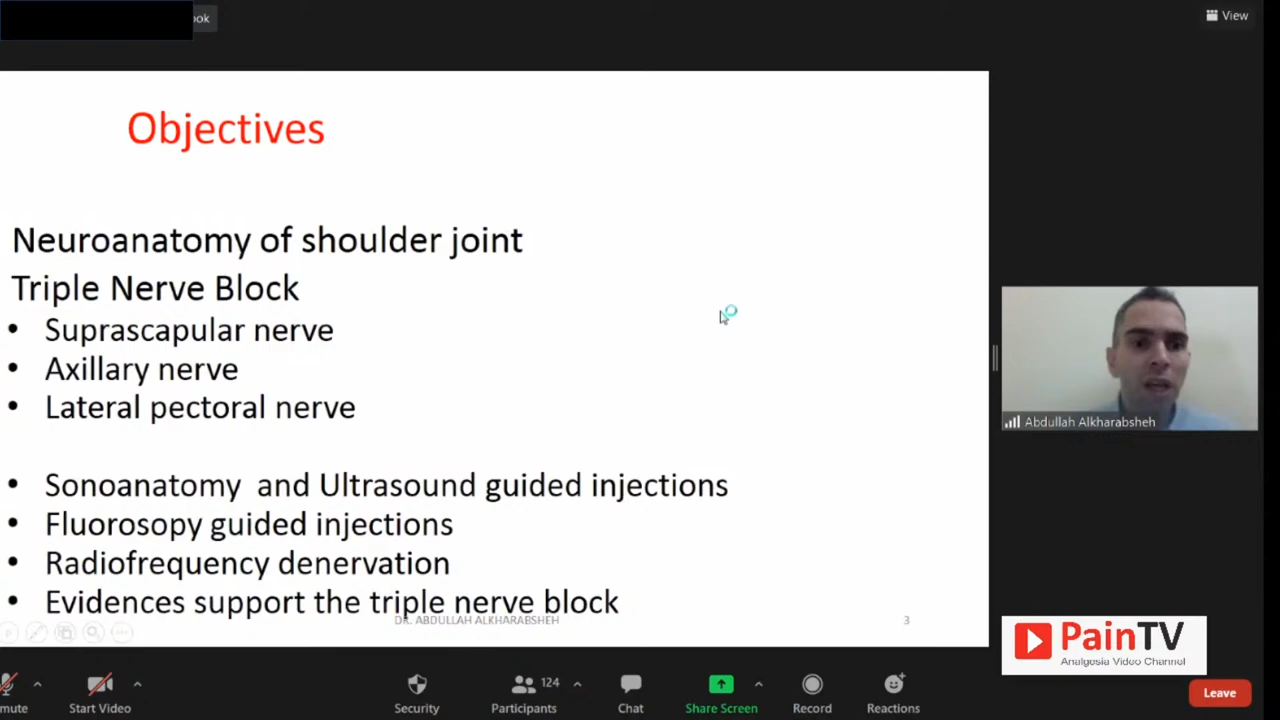 ook
View
Objectives
Neuroanatomy of shoulder joint
Triple Nerve Block
• Suprascapular nerve
• Axillary nerve
• Lateral pectoral nerve
• Sonoanatomy and Ultrasound guided injections
• Fluorosopy guided injections
• Radiofrequency denervation
• Evidences support the triple nerve block
DR. ABDULLAH ALKHARABSHEH
3
Abdullah Alkharabsheh
PainTV
Analgesia Video Channel
mute
Start Video
Security
124
Participants
Chat
Share Screen
Record
Reactions
Leave